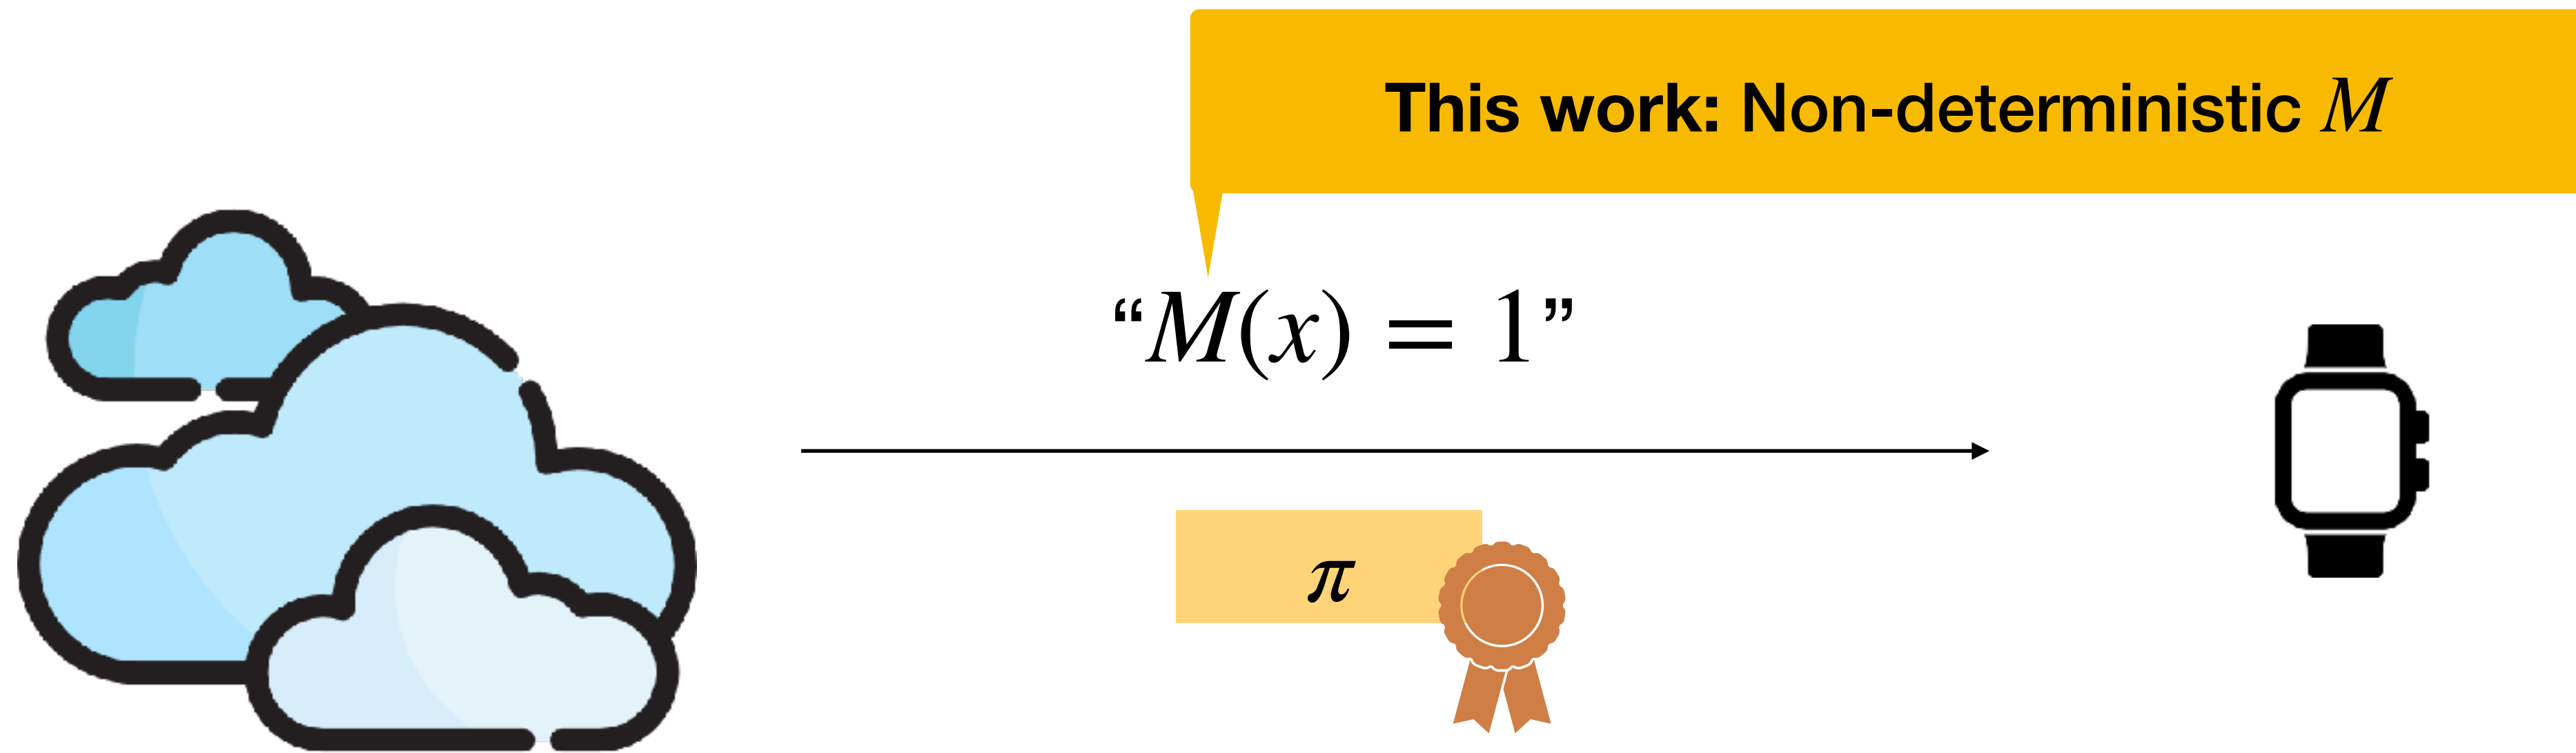 This work: Non-deterministic M
“M(x) = 1”
π